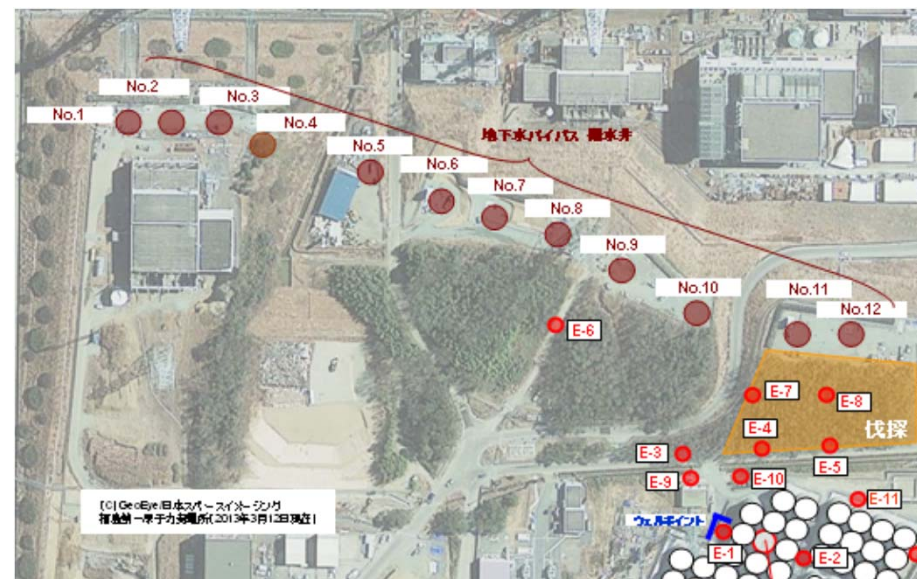 No.1
No.2
No.3
No.4
No.5
No.6
No.7
No.8
No.9
No.10
No.11
No.12
地下水バイパス 揚水井
E-6
E-7
E-8
伐採
E-4
E-3
E-5
E-9
E-10
E-11
ウェルポイント
E-1
E-2
(C)GeoEye/日本スペースイメージング
福島第一原子力発電所(2013年3月12日現在)